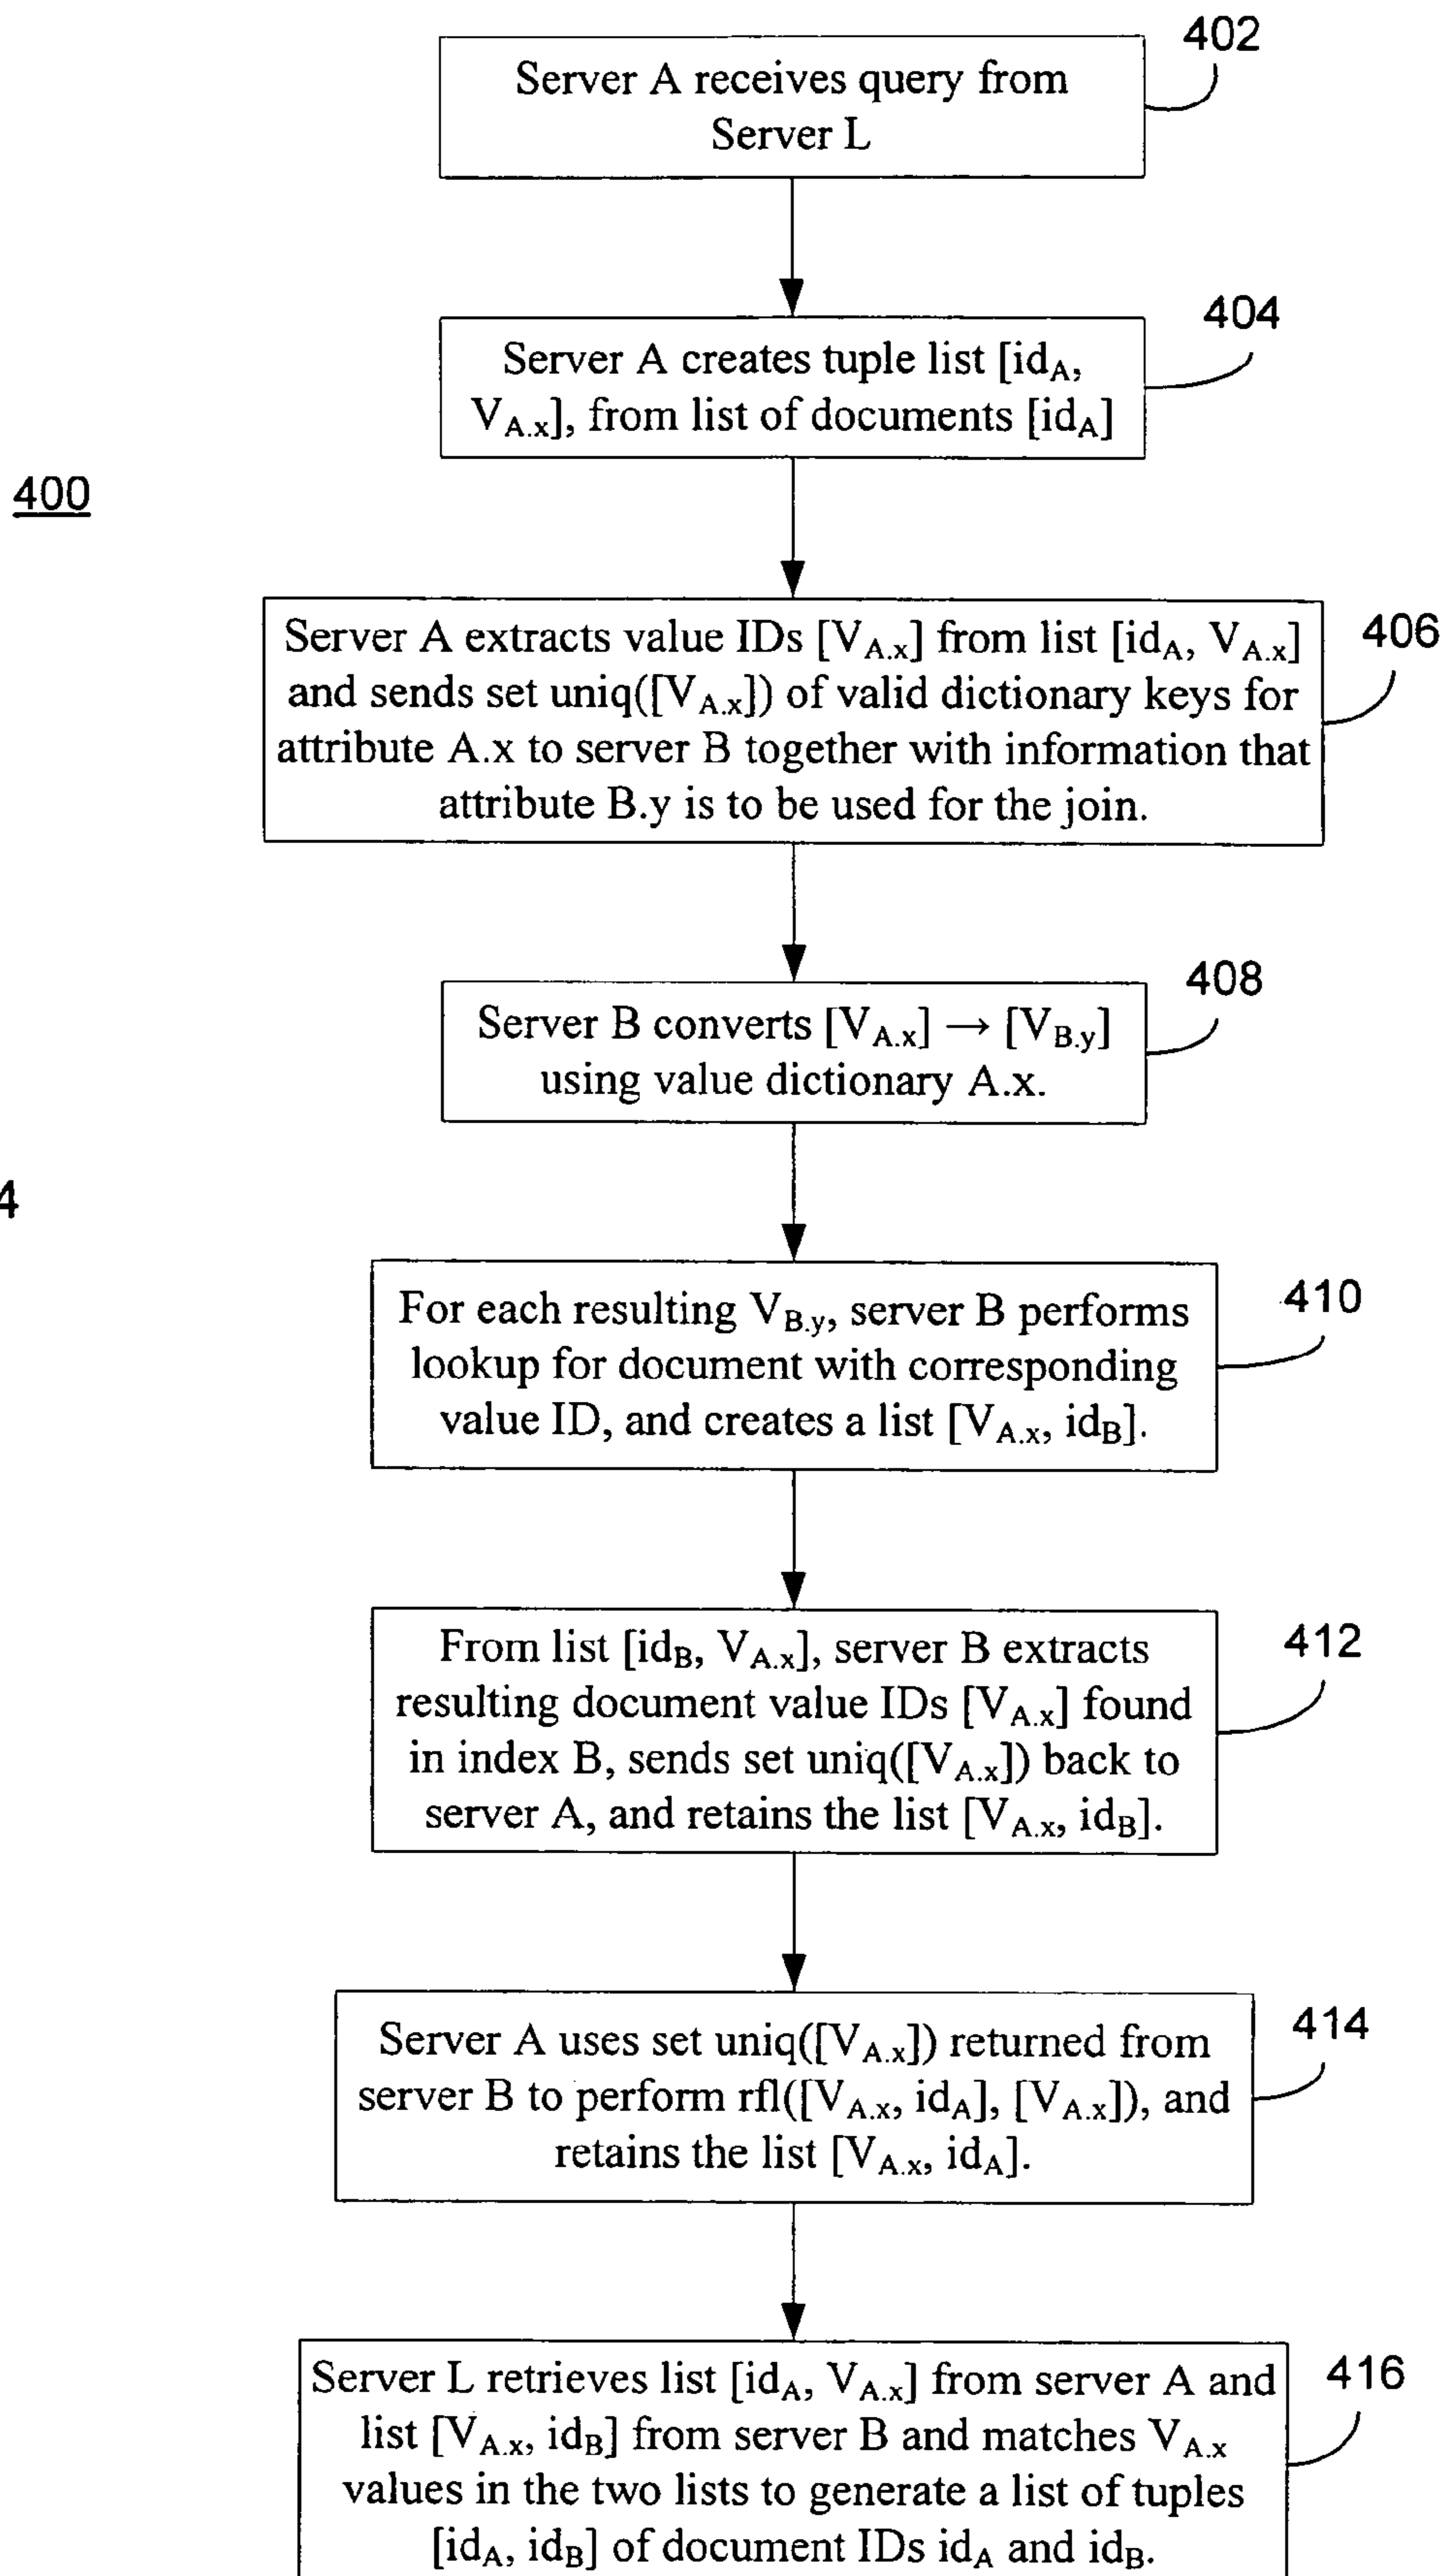 402
Server A receives query from
Server L
404
Server A creates tuple list [idA,
VA.x], from list of documents [idA]
400
406
Server A extracts value IDs [VA.x] from list [idA, VA.x]
and sends set uniq([VA.x]) of valid dictionary keys for
attribute A.x to server B together with information that
attribute B.y is to be used for the join.
408
Server B converts [VA.x] → [VB.y]
using value dictionary A.x.
4
410
For each resulting VB.y, server B performs
lookup for document with corresponding
value ID, and creates a list [VA.x, idB].
412
From list [idB, VA.x], server B extracts
resulting document value IDs [VA.x] found
in index B, sends set uniq([VA.x]) back to
server A, and retains the list [VA.x, idB].
414
Server A uses set uniq([VA.x]) returned from
server B to perform rfl([VA.x, idA], [VA.x]), and
retains the list [VA.x, idA].
416
Server L retrieves list [idA, VA.x] from server A and
list [VA.x, idB] from server B and matches VA.x
values in the two lists to generate a list of tuples
[idA, idB] of document IDs idA and idB.